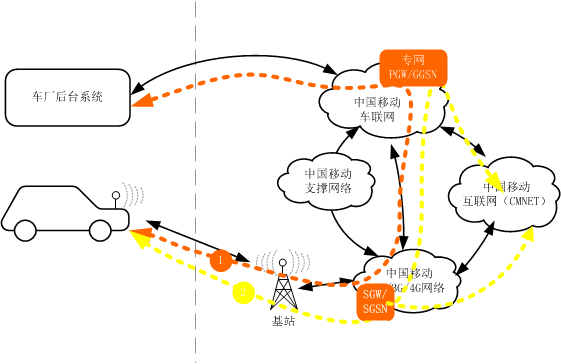 专网
PGW/GGSN
车厂后台系统
中国移动
车联网
中国移动
支撑网络
中国移动
互联网（CMNET）
1
2
中国移动
3G/4G网络
SGW/
SGSN
基站